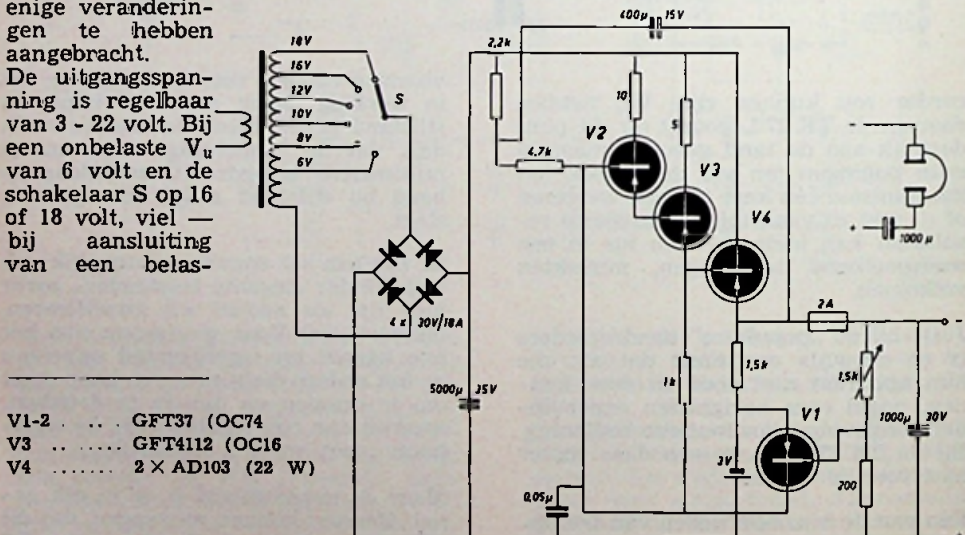 enige veranderin-
gen te hebben
aangebracht.
De uitgangsspan-
ning is regelbaar
van 3 - 22 volt. Bij
een onbelaste Vu
van 6 volt en de
schakelaar S op 16
of 18 volt, viel —
bij aansluiting
van een belas-
V1-2 .. GFT37 (OC74
V3 GFT4112 (OC16
V4 ...... 2 × AD103 (22 W)
18V
16V
12V
10V
8V
6V
S
4 x 30V/18A
5000µ 35V
2,2k
400µ 15V
10
V2
4,7k
5
V3
V4
1000 µ
2A
1,5k
1k
1,5k
V1
1000µ 30V
3V
200
0,05µ